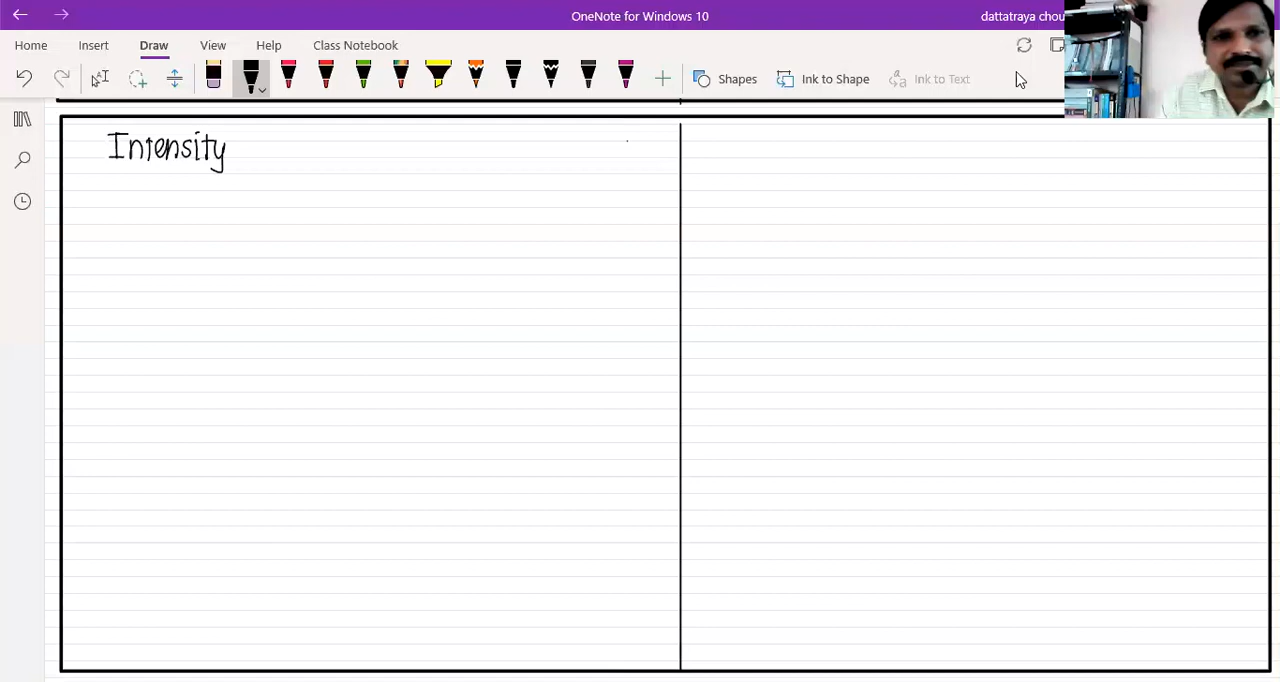 OneNote for Windows 10
dattatraya chou
Home Insert Draw View Help Class Notebook
Shapes Ink to Shape Ink to Text
Intensity